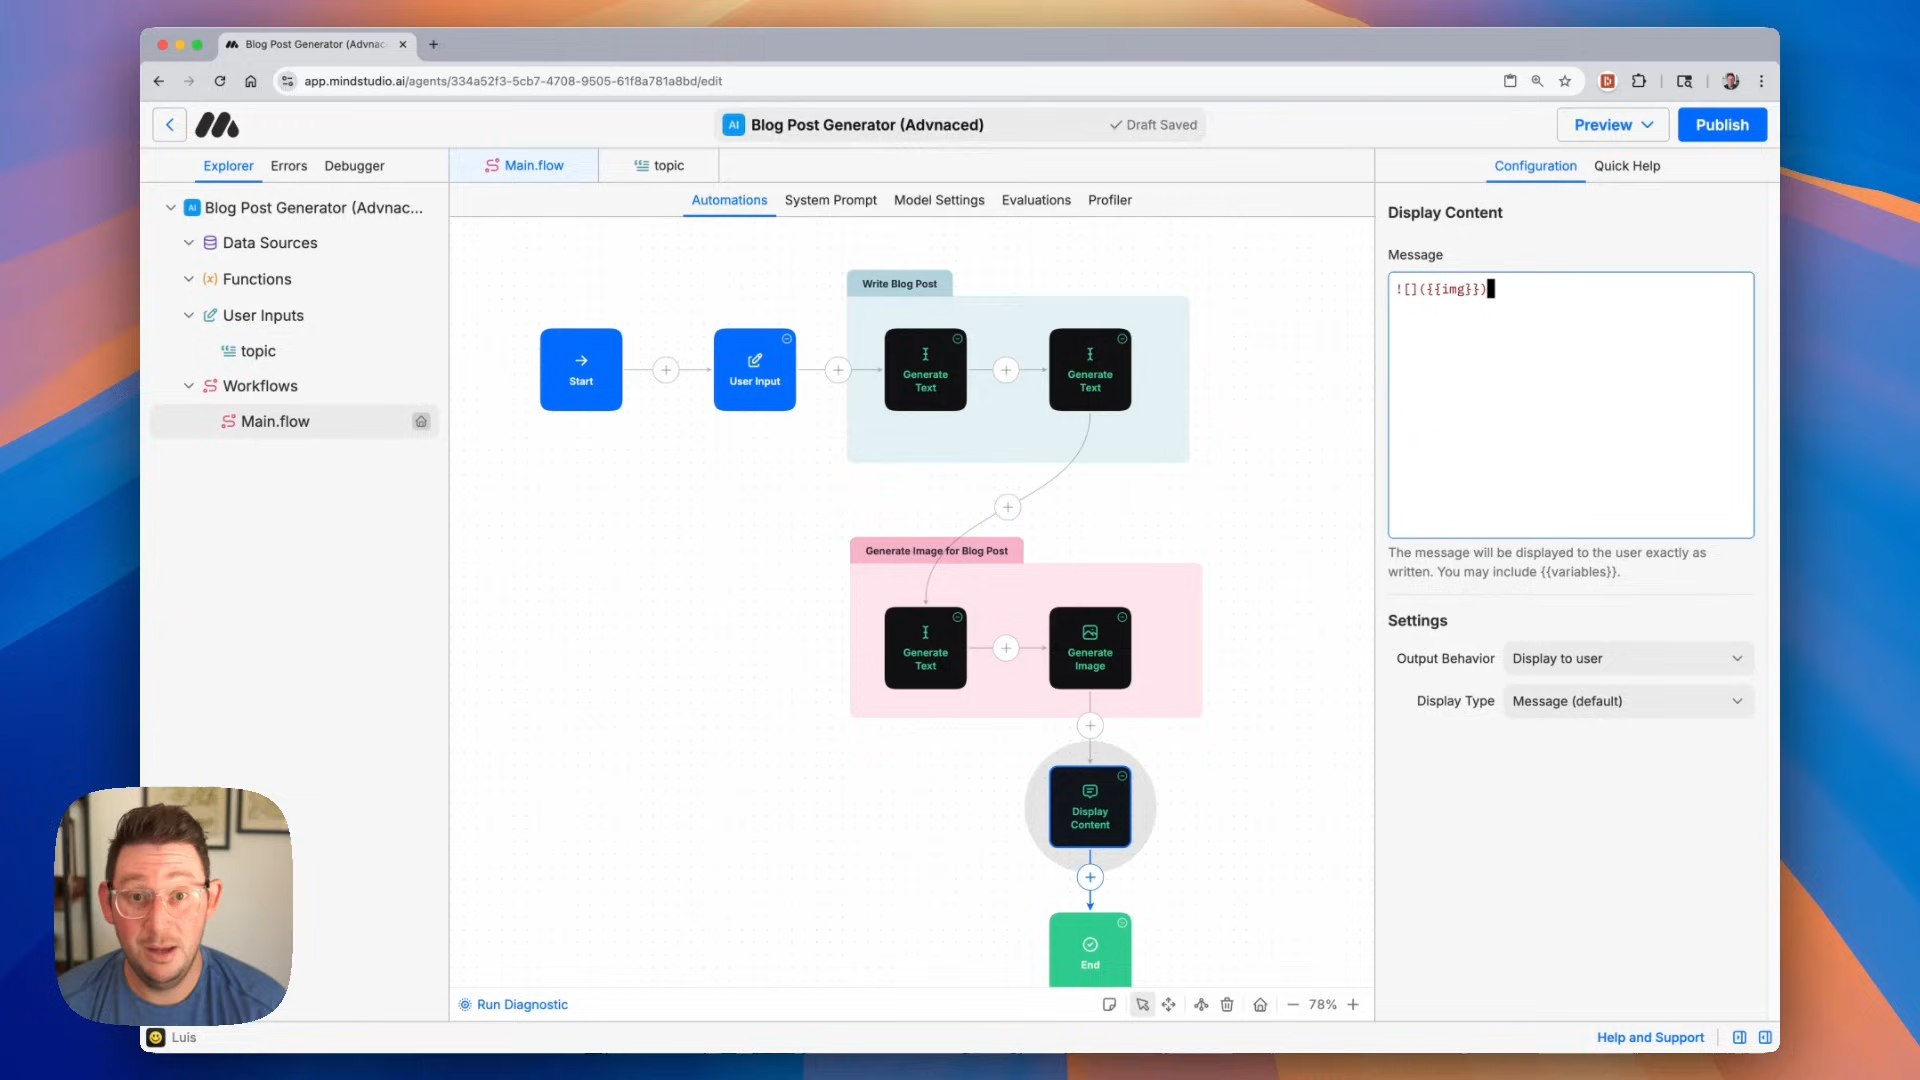 Blog Post Generator (Advnac
app.mindstudio.ai/agents/334a52f3-5cb7-4708-9505-61f8a781a8bd/edit
AI Blog Post Generator (Advnaced)
Draft Saved
Preview
Publish
Explorer
Errors
Debugger
Main.flow
topic
Configuration
Quick Help
AI Blog Post Generator (Advnac...
Data Sources
(x) Functions
User Inputs
topic
Workflows
Main.flow
Automations
System Prompt
Model Settings
Evaluations
Profiler
Write Blog Post
Start
User Input
Generate
Text
Generate
Text
Generate Image for Blog Post
Generate
Text
Generate
Image
Display
Content
End
Display Content
Message
![]({{img}})
The message will be displayed to the user exactly as
written. You may include {{variables}}.
Settings
Output Behavior
Display to user
Display Type
Message (default)
Run Diagnostic
78%
Luis
Help and Support